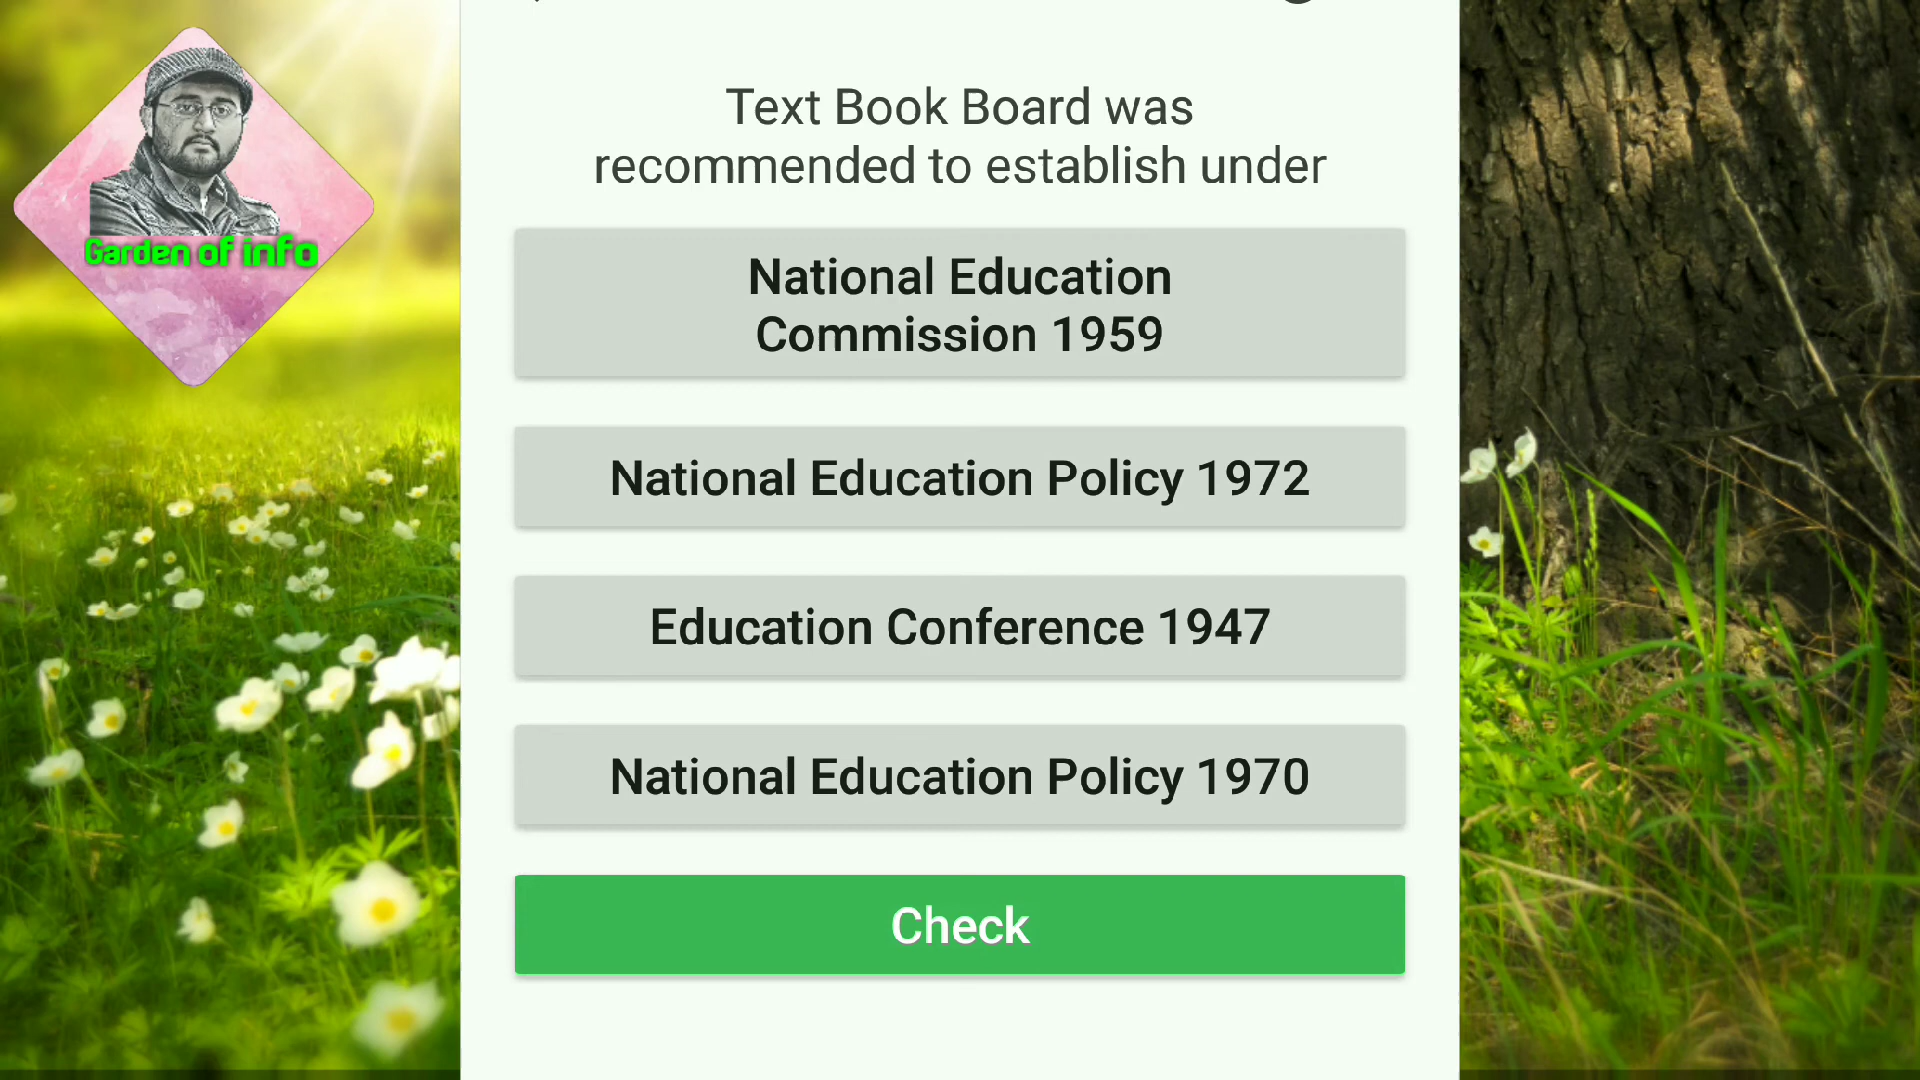 Garden of info
Text Book Board was
recommended to establish under
National Education
Commission 1959
National Education Policy 1972
Education Conference 1947
National Education Policy 1970
Check